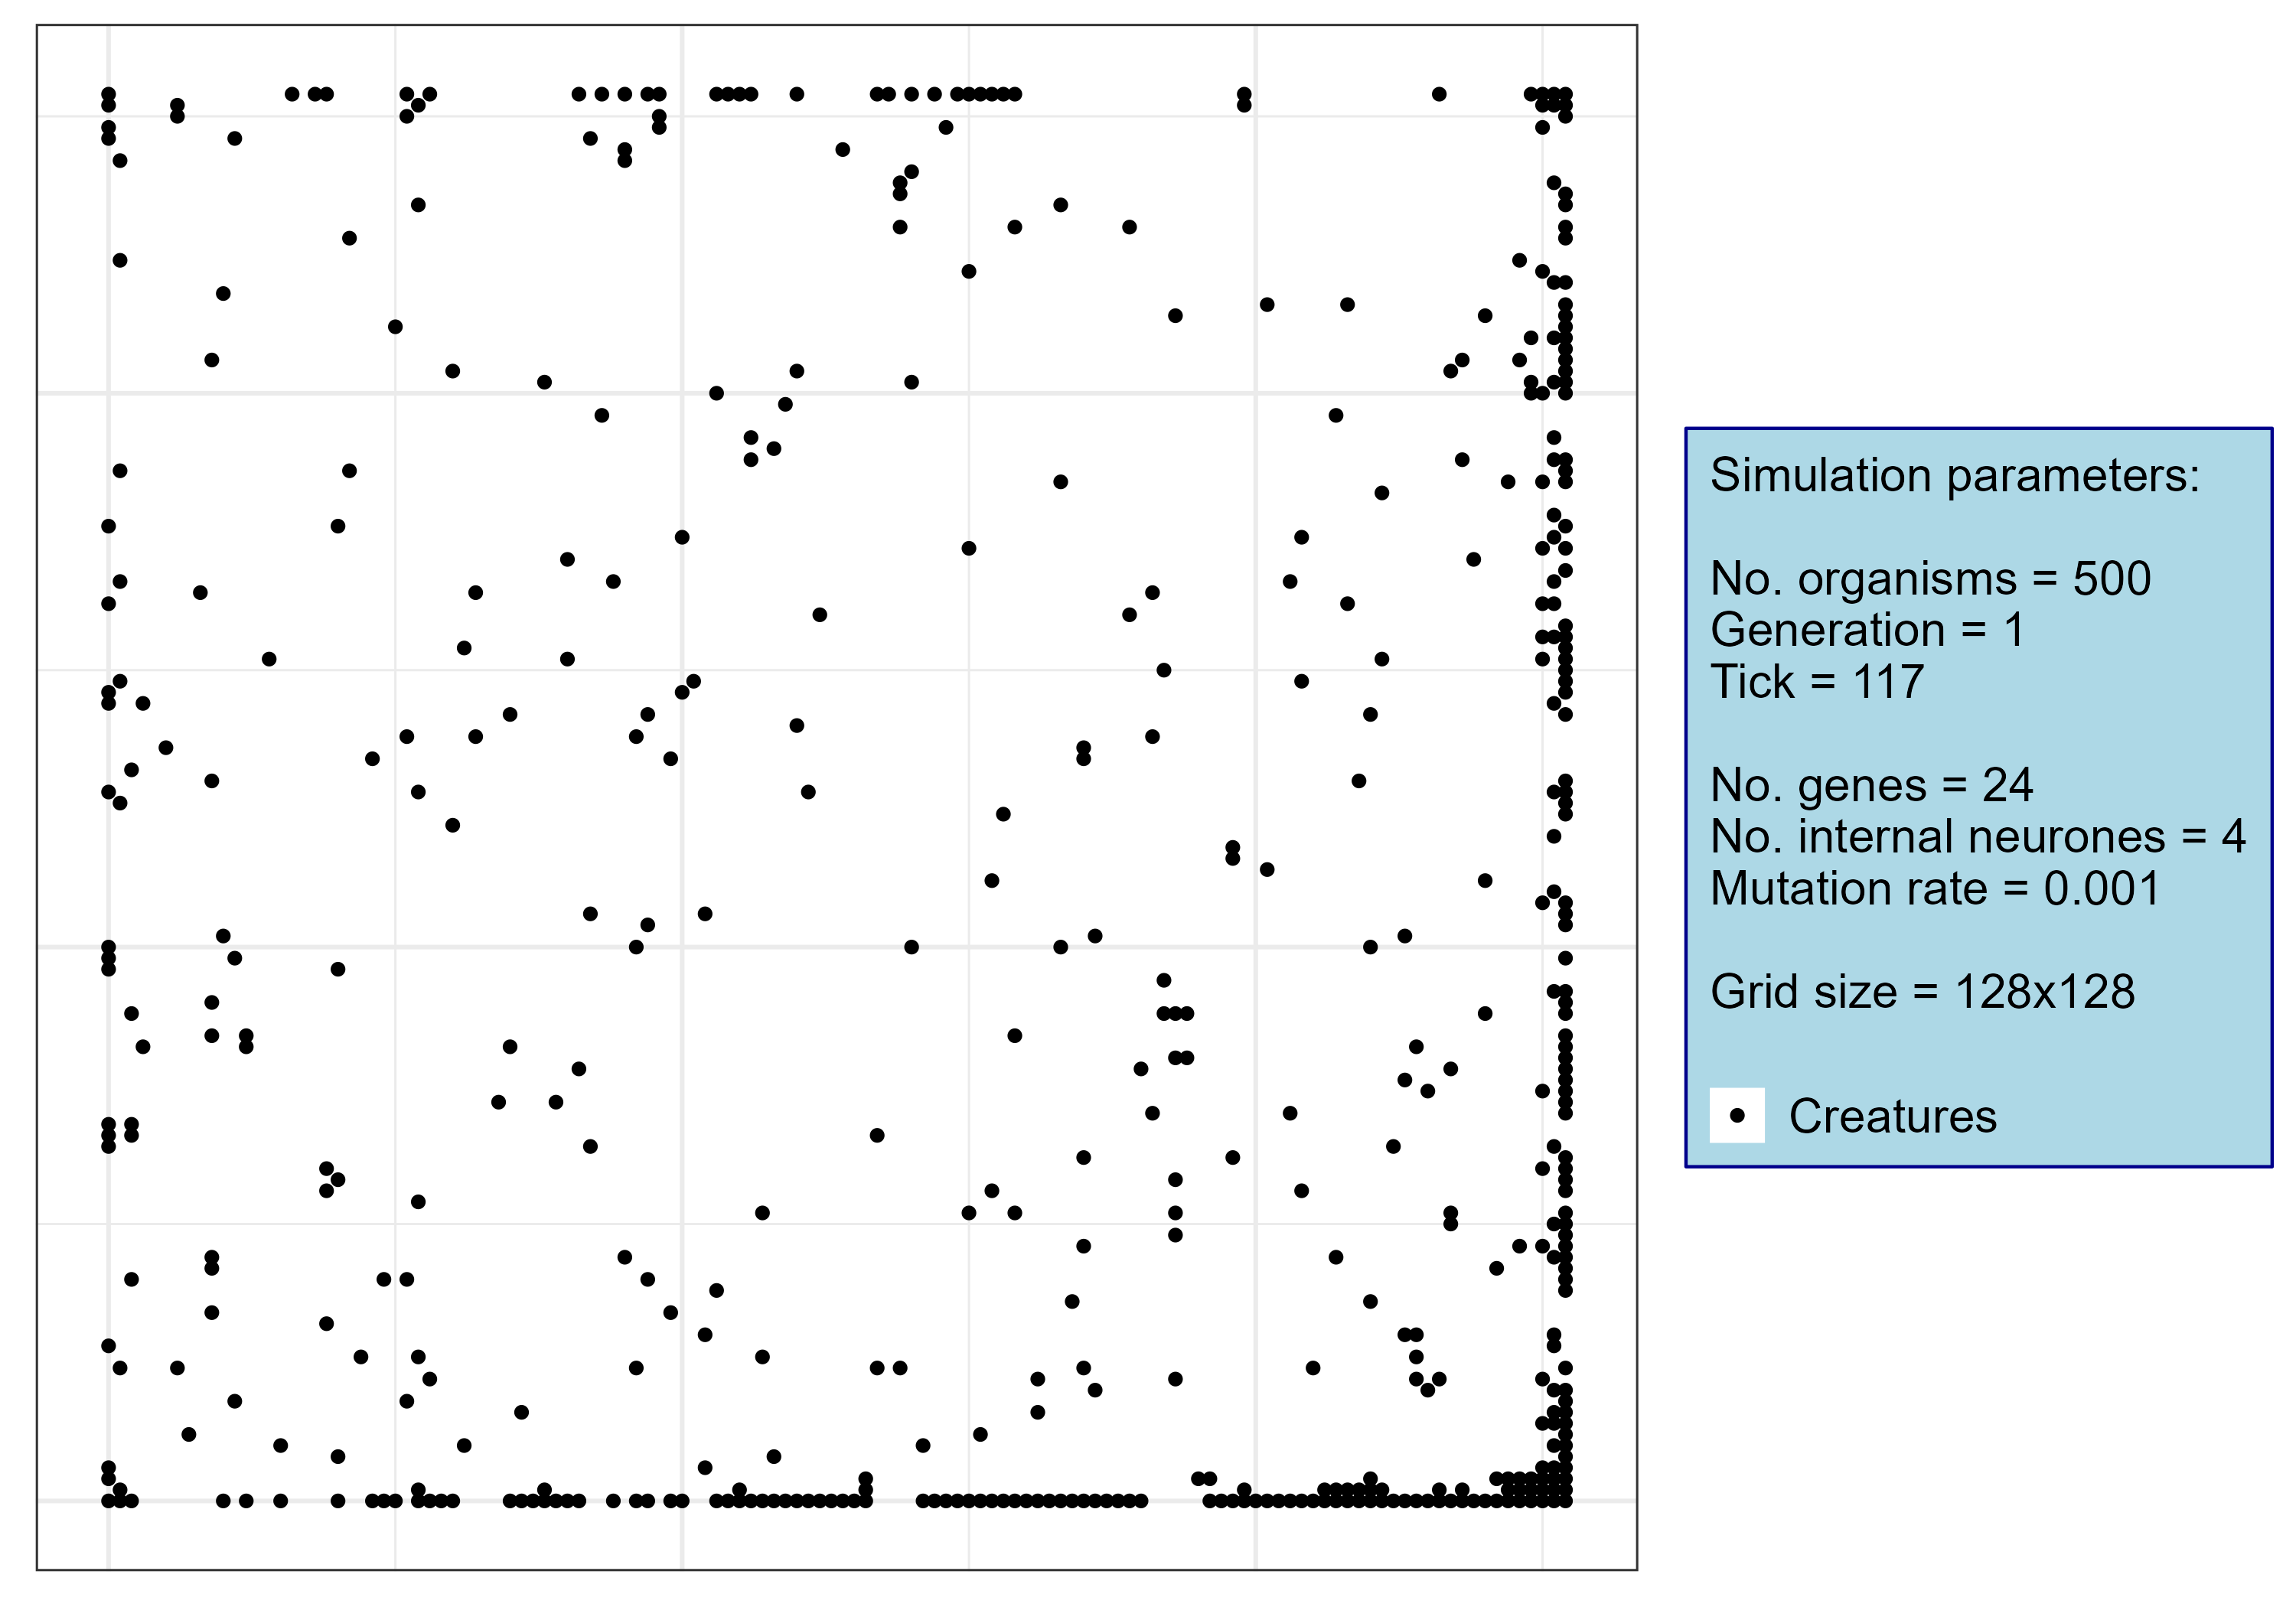 Simulation parameters:
No. organisms = 500
Generation = 1
Tick = 117
No. genes = 24
No. internal neurones = 4
Mutation rate = 0.001
Grid size = 128x128
Creatures